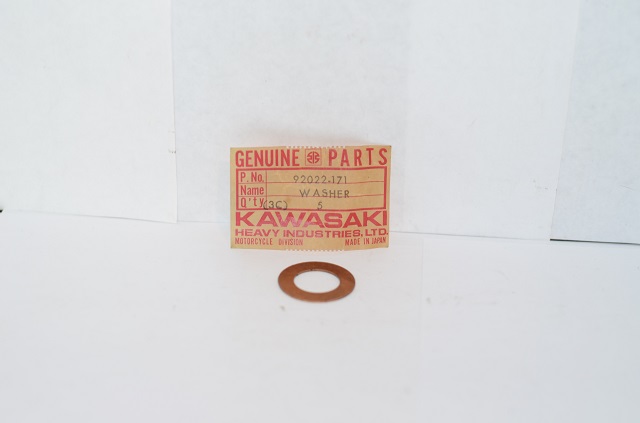 GENUINE PARTS
P. No. 92022-171
Name WASHER
Q'ty (3C) 5
KAWASAKI
HEAVY INDUSTRIES, LTD.
MOTORCYCLE DIVISION MADE IN JAPAN